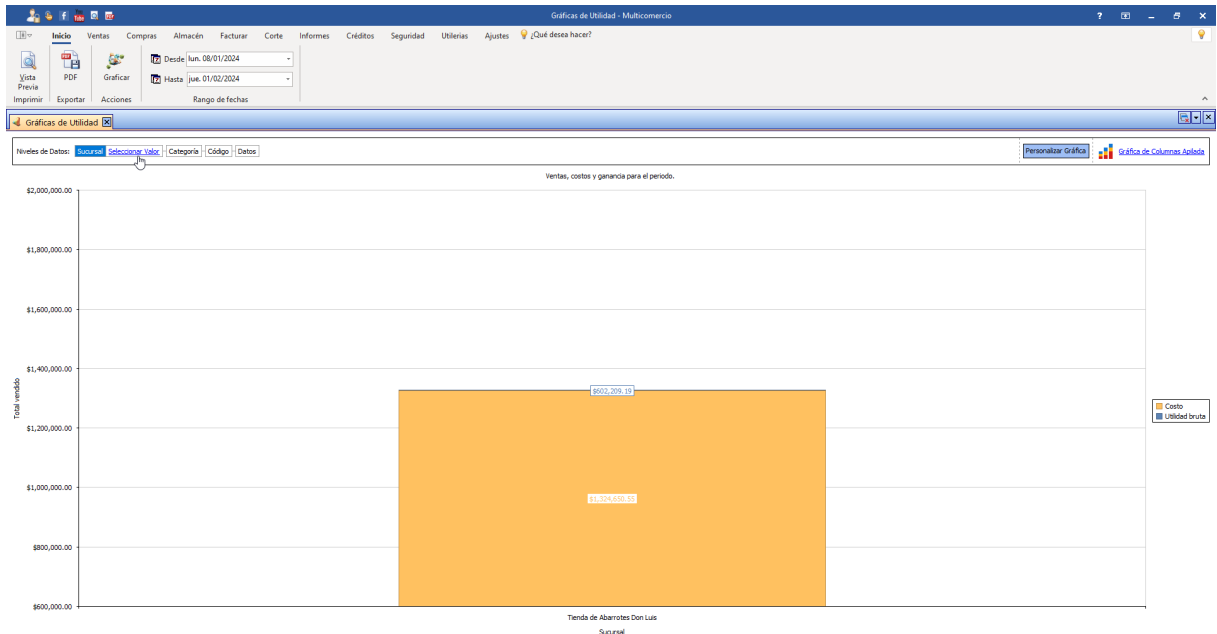 Gráficas de Utilidad - Multicomercio
Inicio Ventas Compras Almacén Facturar Corte Informes Créditos Seguridad Utilerias Ajustes ¿Qué desea hacer?
Vista Previa
PDF
Graficar
Desde lun. 08/01/2024
Hasta jue. 01/02/2024
Imprimir Exportar Acciones Rango de fechas
Gráficas de Utilidad
Niveles de Datos: Sucursal Seleccionar Valor Categoría Código Datos Personalizar Gráfica Gráfica de Columnas Apilada
Ventas, costos y ganancia para el periodo.
$2,000,000.00
$1,800,000.00
$1,600,000.00
$1,400,000.00
$1,200,000.00
$1,000,000.00
$800,000.00
$600,000.00
Total vendido
$602,209.19
$1,324,650.55
Costo
Utilidad bruta
Tienda de Abarrotes Don Luis
Sucursal